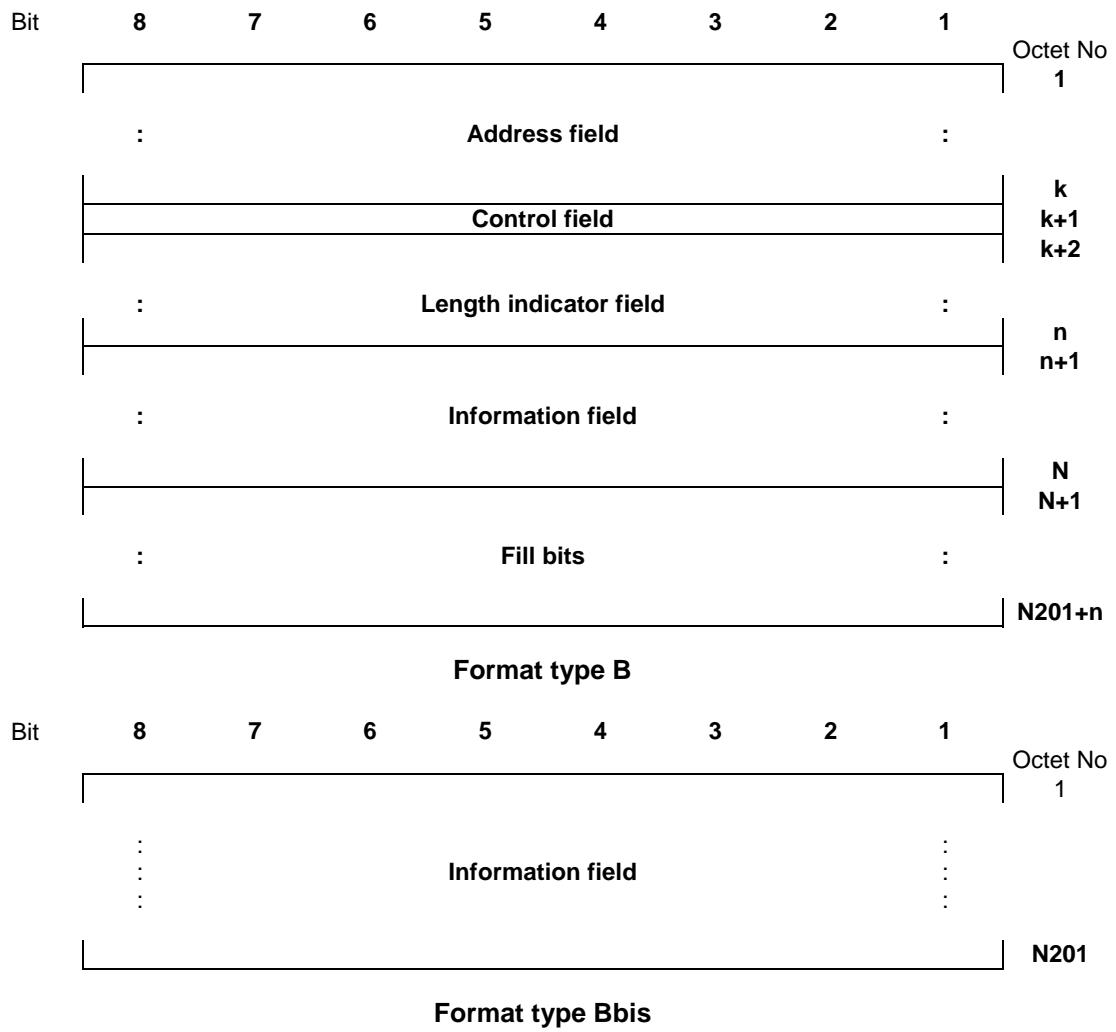 Bit 8 7 6 5 4 3 2 1
Octet No
1
: Address field :
k
Control field k+1
k+2
: Length indicator field :
n
n+1
: Information field :
N
N+1
: Fill bits :
N201+n
Format type B
Bit 8 7 6 5 4 3 2 1
Octet No
1
: :
: Information field :
: :
N201
Format type Bbis